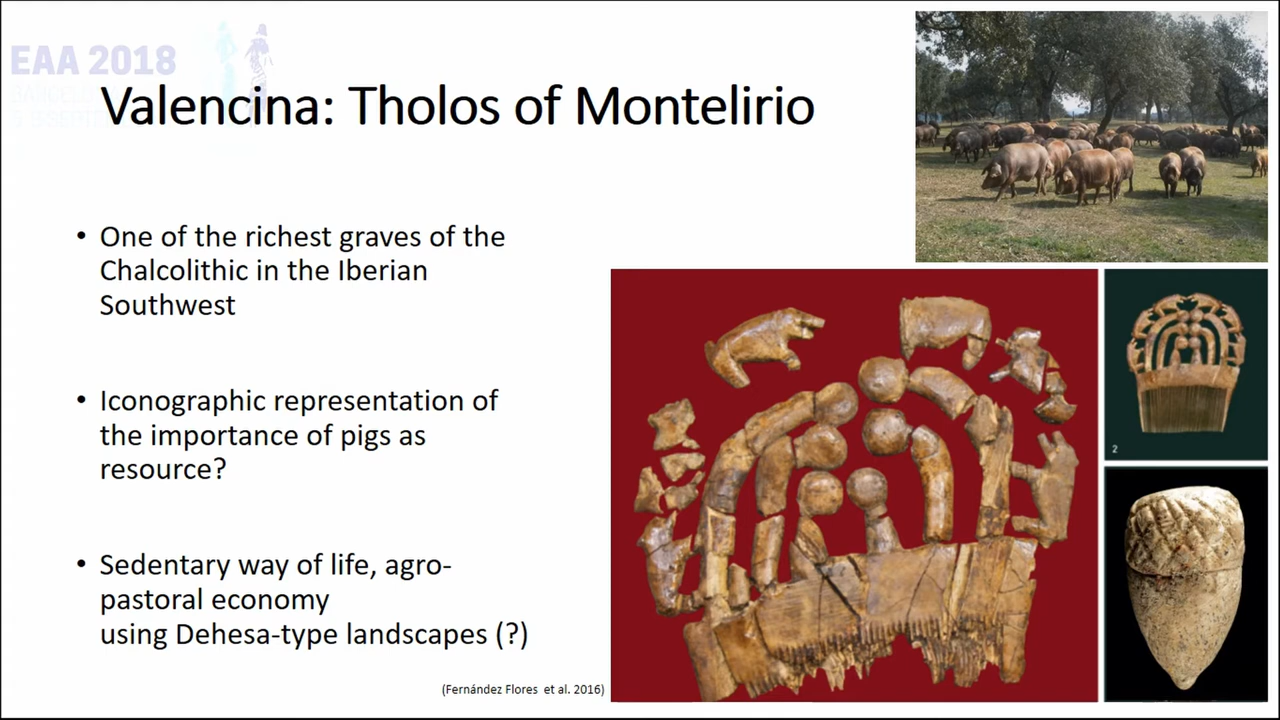 EAA 2018
Valencina: Tholos of Montelirio
• One of the richest graves of the
Chalcolithic in the Iberian
Southwest
• Iconographic representation of
the importance of pigs as
resource?
• Sedentary way of life, agro-
pastoral economy
using Dehesa-type landscapes (?)
(Fernández Flores et al. 2016)
2